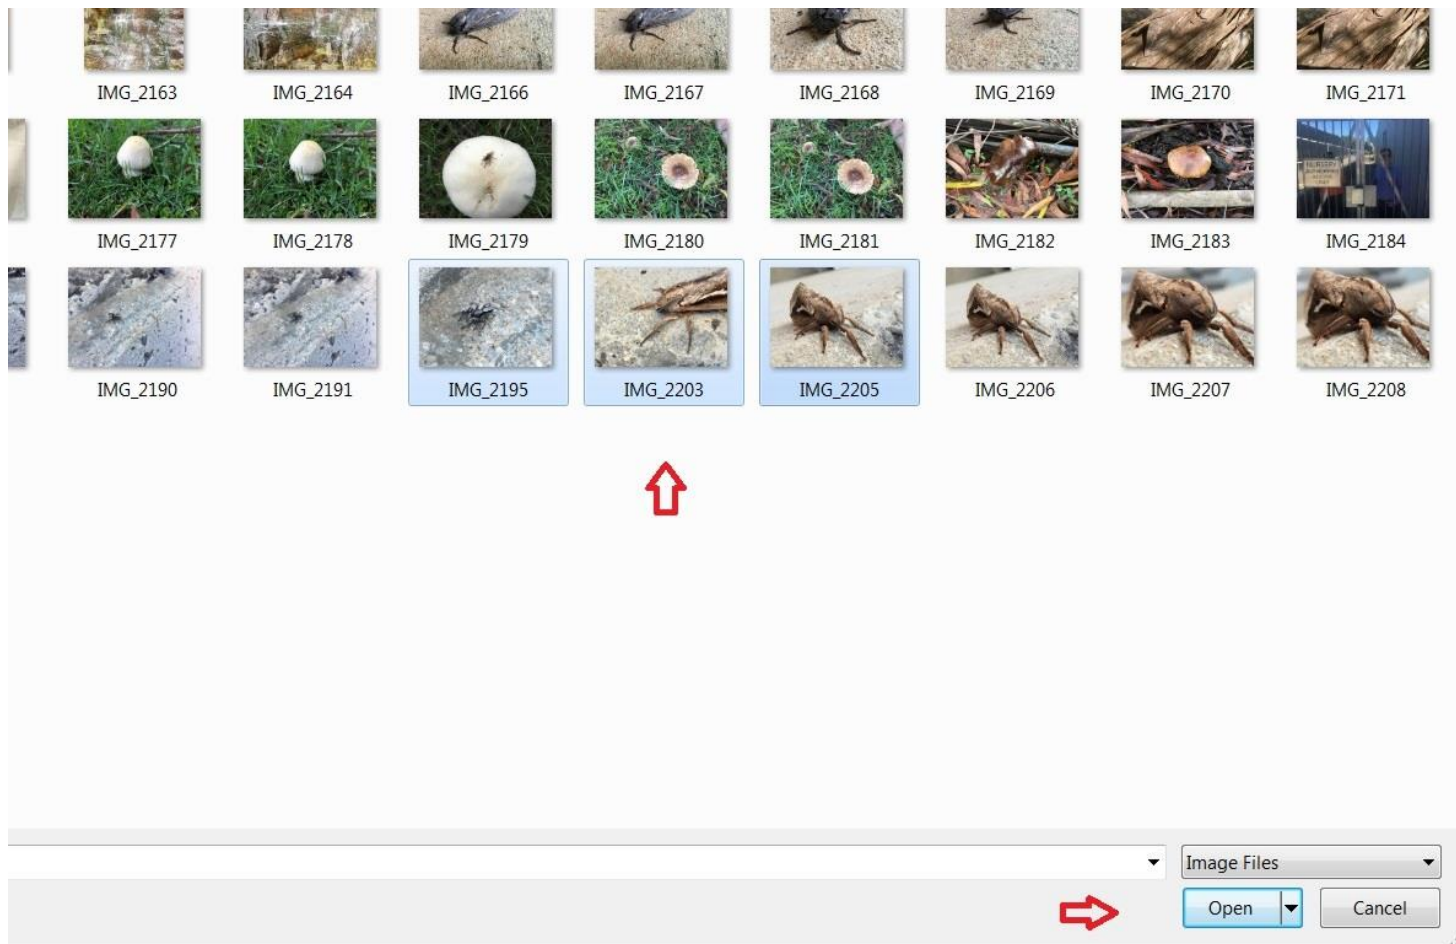 IMG_2163 IMG_2164 IMG_2166 IMG_2167 IMG_2168 IMG_2169 IMG_2170 IMG_2171
IMG_2177 IMG_2178 IMG_2179 IMG_2180 IMG_2181 IMG_2182 IMG_2183 IMG_2184
IMG_2190 IMG_2191 IMG_2195 IMG_2203 IMG_2205 IMG_2206 IMG_2207 IMG_2208
Image Files
Open Cancel